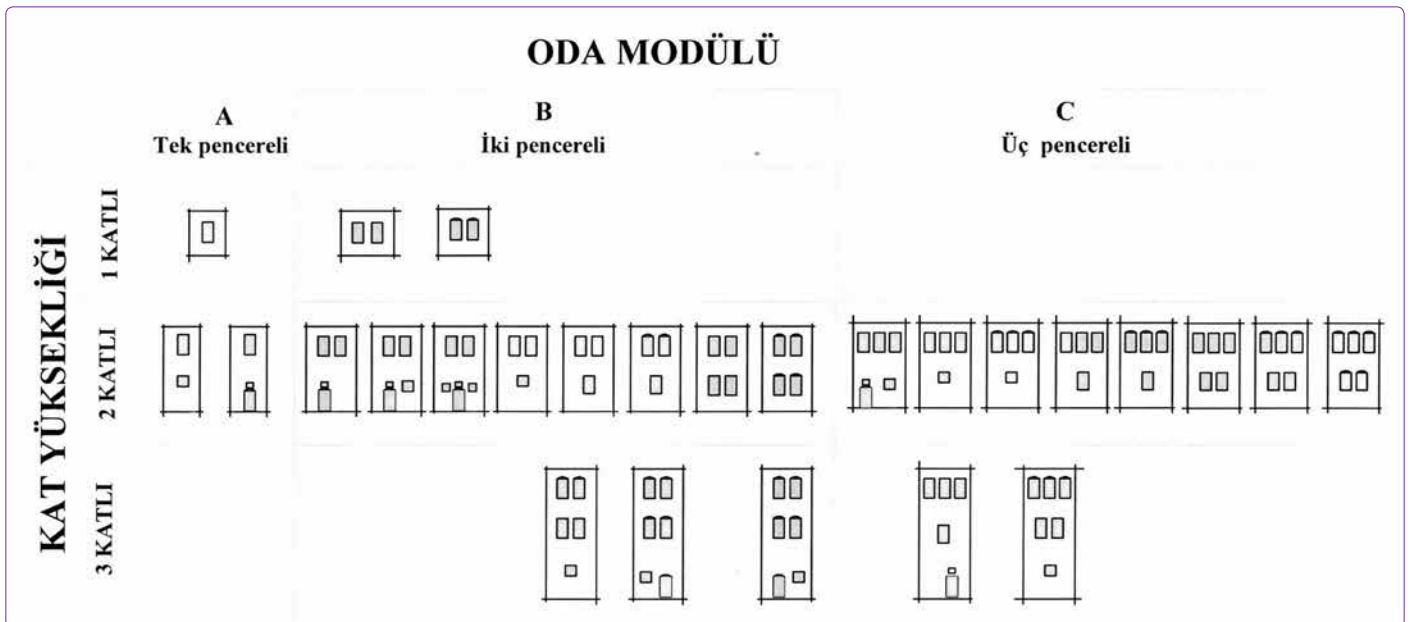 ODA MODÜLÜ
A
Tek pencereli
B
İki pencereli
C
Üç pencereli
KAT YÜKSEKLİĞİ
1 KATLI
2 KATLI
3 KATLI